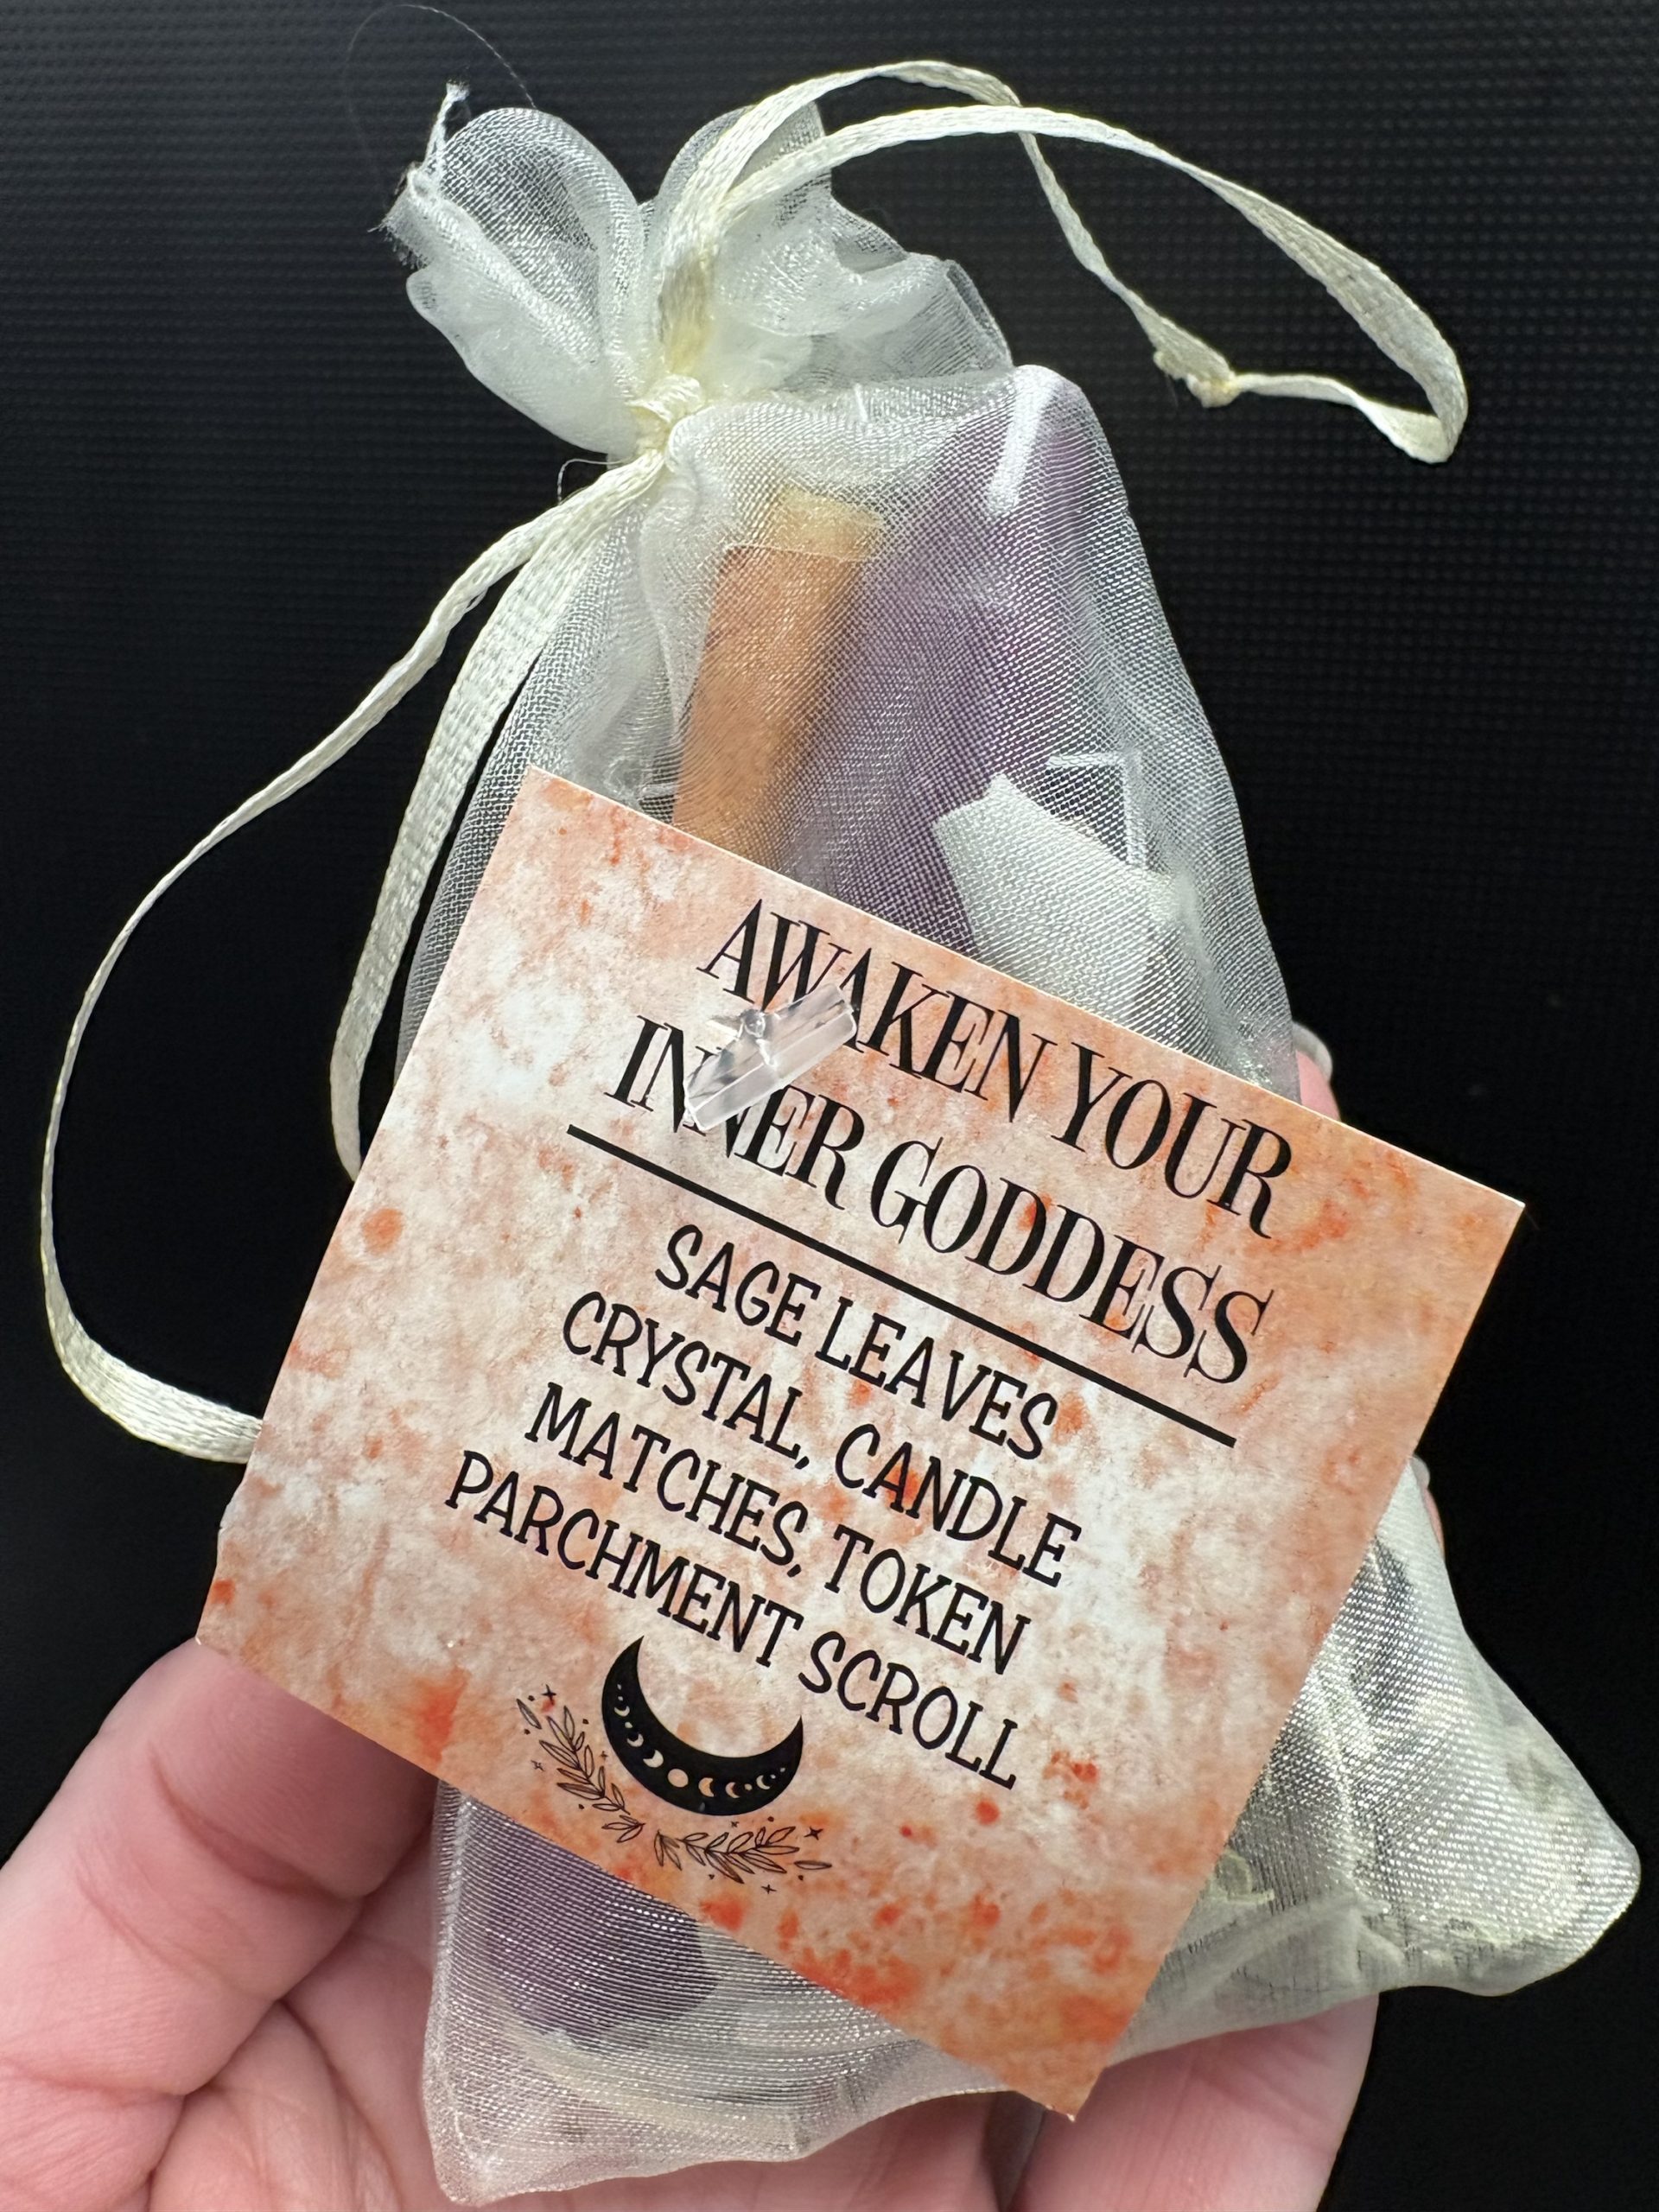 AWAKEN YOUR
INNER GODDESS
SAGE LEAVES
CRYSTAL, CANDLE
MATCHES, TOKEN
PARCHMENT SCROLL